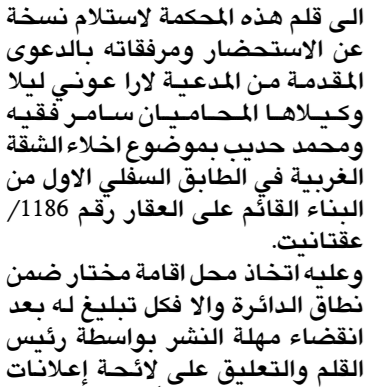 الى قلم هذه المحكمة لاستلام نسخة
عن الاستحضار ومرفقاته بالدعوى
المقدمة من المدعية لارا عوني ليلا
وكيلاها المحاميان سامر فقيه
ومحمد حديب بموضوع اخلاء الشقة
الغربية في الطابق السفلي الاول من
البناء القائم على العقار رقم 1186/
عقتانيت.
وعليه اتخاذ محل اقامة مختار ضمن
نطاق الدائرة والا فكل تبليغ له بعد
انقضاء مهلة النشر بواسطة رئيس
القلم والتعليق على لائحة إعلانات